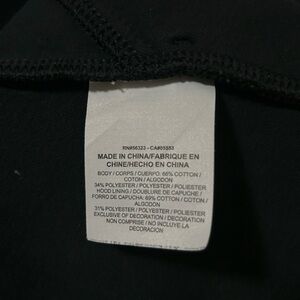 RN#56323 - CA#05553
MADE IN CHINA/FABRIQUE EN
CHINE/HECHO EN CHINA
BODY / CORPS / CUERPO: 66% COTTON /
COTON / ALGODON
34% POLYESTER / POLYESTER / POLIESTER
HOOD LINING / DOUBLURE DE CAPUCHE /
FORRO DE CAPUCHA: 69% COTTON / COTON /
ALGODON
31% POLYESTER / POLYESTER / POLIESTER
EXCLUSIVE OF DECORATION / DECORATION
NON COMPRISE / NO INCLUYE LA
DECORACION